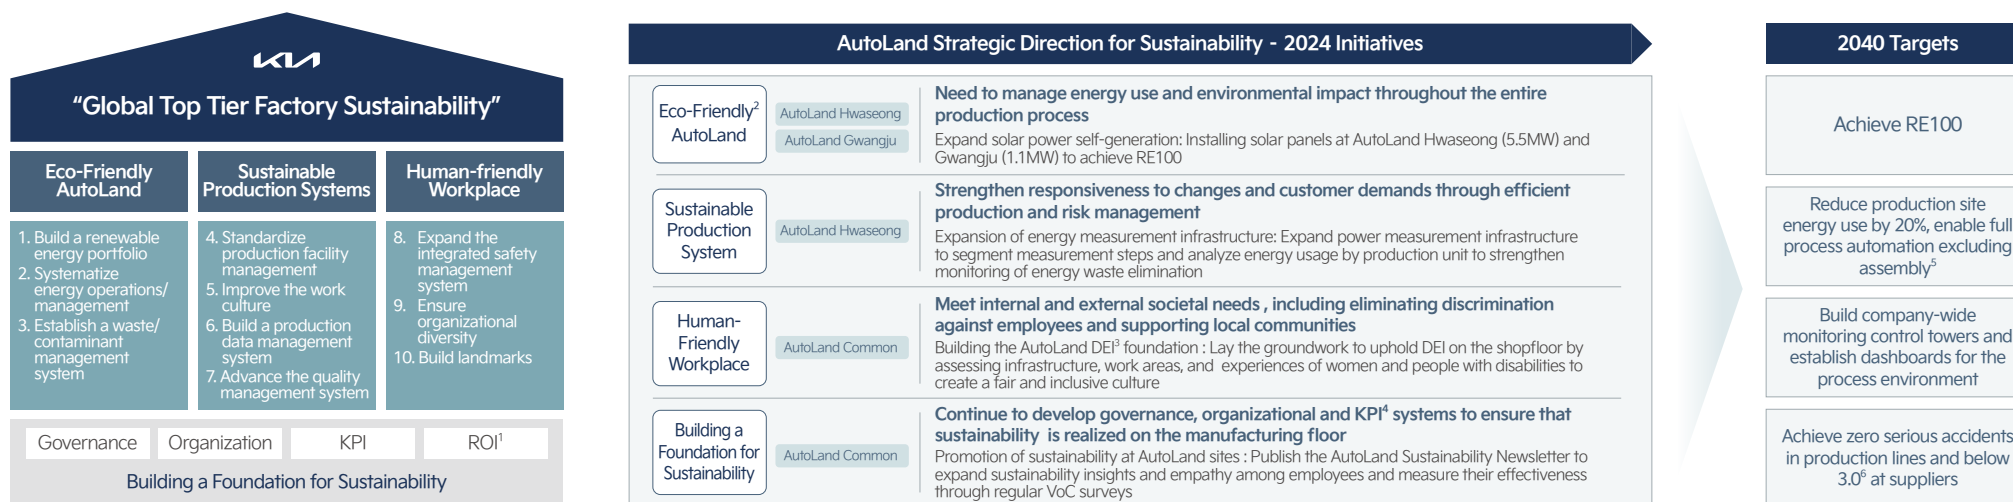 KIA
“Global Top Tier Factory Sustainability”
Eco-Friendly
AutoLand
1. Build a renewable
energy portfolio
2. Systematize
energy operations/
management
3. Establish a waste/
contaminant
management
system
Sustainable
Production Systems
4. Standardize
production facility
management
5. Improve the work
culture
6. Build a production
data management
system
7. Advance the quality
management system
Human-friendly
Workplace
8. Expand the
integrated safety
management
system
9. Ensure
organizational
diversity
10. Build landmarks
Governance
Organization
KPI
ROI¹
Building a Foundation for Sustainability
AutoLand Strategic Direction for Sustainability - 2024 Initiatives
Eco-Friendly²
AutoLand
AutoLand Hwaseong
AutoLand Gwangju
Need to manage energy use and environmental impact throughout the entire
production process
Expand solar power self-generation: Installing solar panels at AutoLand Hwaseong (5.5MW) and
Gwangju (1.1MW) to achieve RE100
Sustainable
Production
System
AutoLand Hwaseong
Strengthen responsiveness to changes and customer demands through efficient
production and risk management
Expansion of energy measurement infrastructure: Expand power measurement infrastructure
to segment measurement steps and analyze energy usage by production unit to strengthen
monitoring of energy waste elimination
Human-
Friendly
Workplace
AutoLand Common
Meet internal and external societal needs , including eliminating discrimination
against employees and supporting local communities
Building the AutoLand DEI³ foundation : Lay the groundwork to uphold DEI on the shopfloor by
assessing infrastructure, work areas, and experiences of women and people with disabilities to
create a fair and inclusive culture
Building a
Foundation for
Sustainability
AutoLand Common
Continue to develop governance, organizational and KPI⁴ systems to ensure that
sustainability is realized on the manufacturing floor
Promotion of sustainability at AutoLand sites : Publish the AutoLand Sustainability Newsletter to
expand sustainability insights and empathy among employees and measure their effectiveness
through regular VoC surveys
2040 Targets
Achieve RE100
Reduce production site
energy use by 20%, enable full
process automation excluding
assembly⁵
Build company-wide
monitoring control towers and
establish dashboards for the
process environment
Achieve zero serious accidents
in production lines and below
3.0⁶ at suppliers